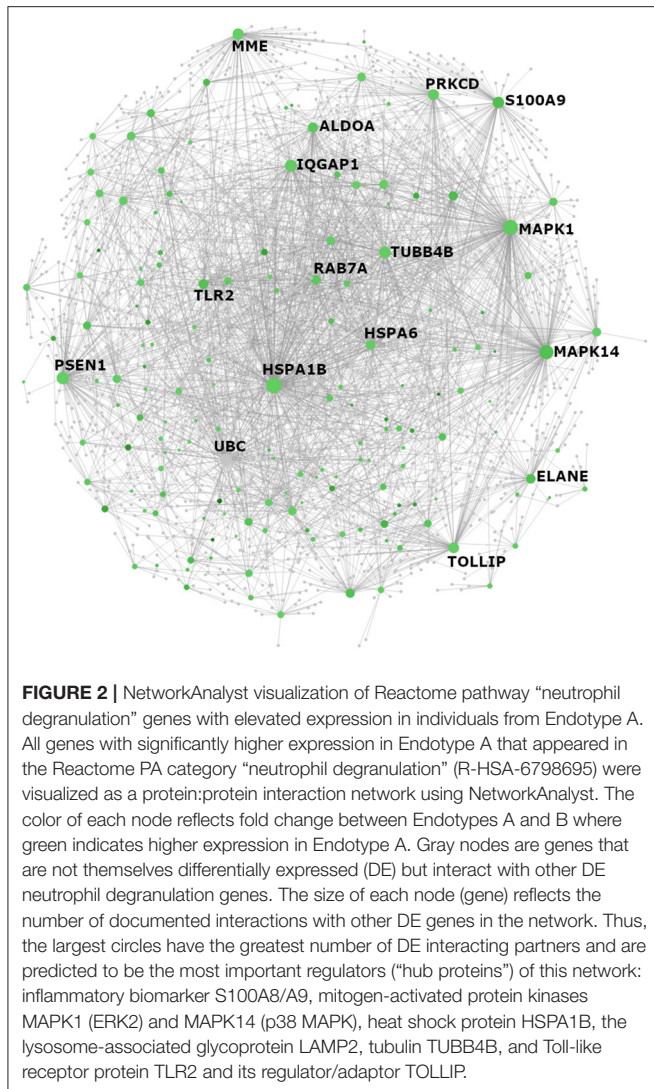 MME
PRKCD
S100A9
ALDOA
IQGAP1
MAPK1
TUBB4B
RAB7A
TLR2
HSPA6
MAPK14
PSEN1
HSPA1B
UBC
ELANE
TOLLIP
FIGURE 2 | NetworkAnalyst visualization of Reactome pathway “neutrophil
degranulation” genes with elevated expression in individuals from Endotype A.
All genes with significantly higher expression in Endotype A that appeared in
the Reactome PA category “neutrophil degranulation” (R-HSA-6798695) were
visualized as a protein:protein interaction network using NetworkAnalyst. The
color of each node reflects fold change between Endotypes A and B where
green indicates higher expression in Endotype A. Gray nodes are genes that
are not themselves differentially expressed (DE) but interact with other DE
neutrophil degranulation genes. The size of each node (gene) reflects the
number of documented interactions with other DE genes in the network. Thus,
the largest circles have the greatest number of DE interacting partners and are
predicted to be the most important regulators (“hub proteins”) of this network:
inflammatory biomarker S100A8/A9, mitogen-activated protein kinases
MAPK1 (ERK2) and MAPK14 (p38 MAPK), heat shock protein HSPA1B, the
lysosome-associated glycoprotein LAMP2, tubulin TUBB4B, and Toll-like
receptor protein TLR2 and its regulator/adaptor TOLLIP.